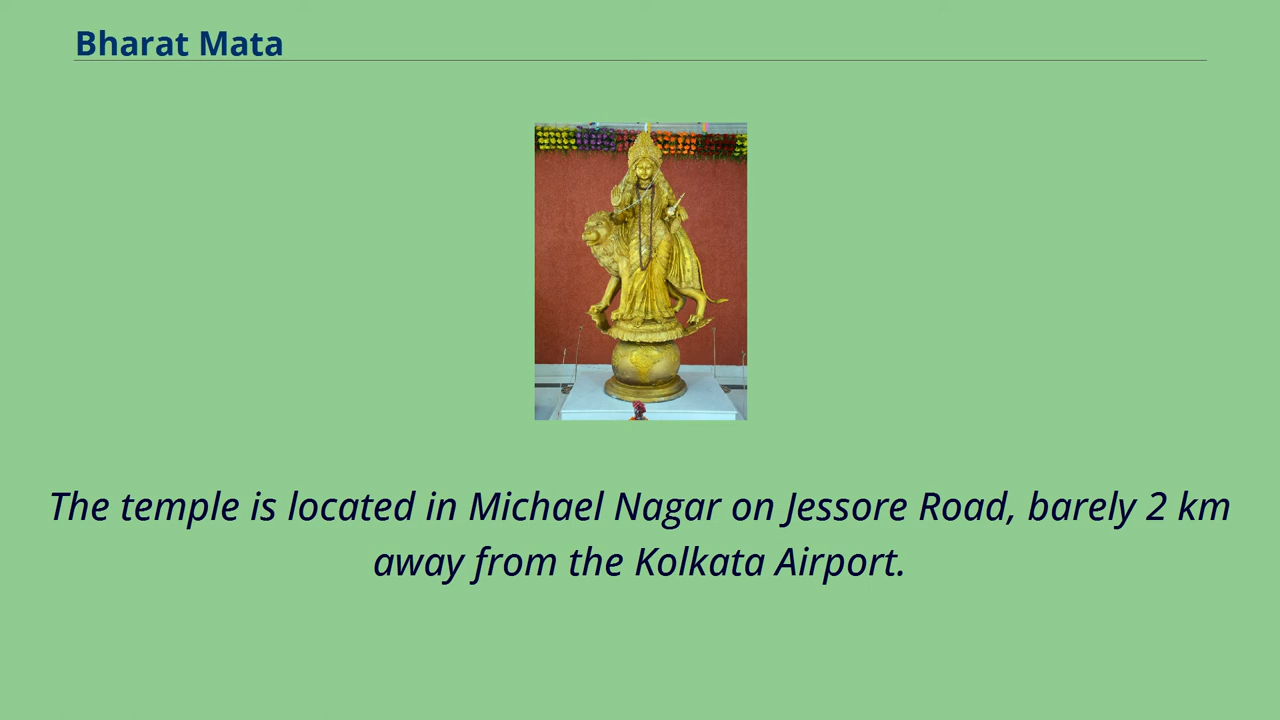 Bharat Mata
The temple is located in Michael Nagar on Jessore Road, barely 2 km
away from the Kolkata Airport.